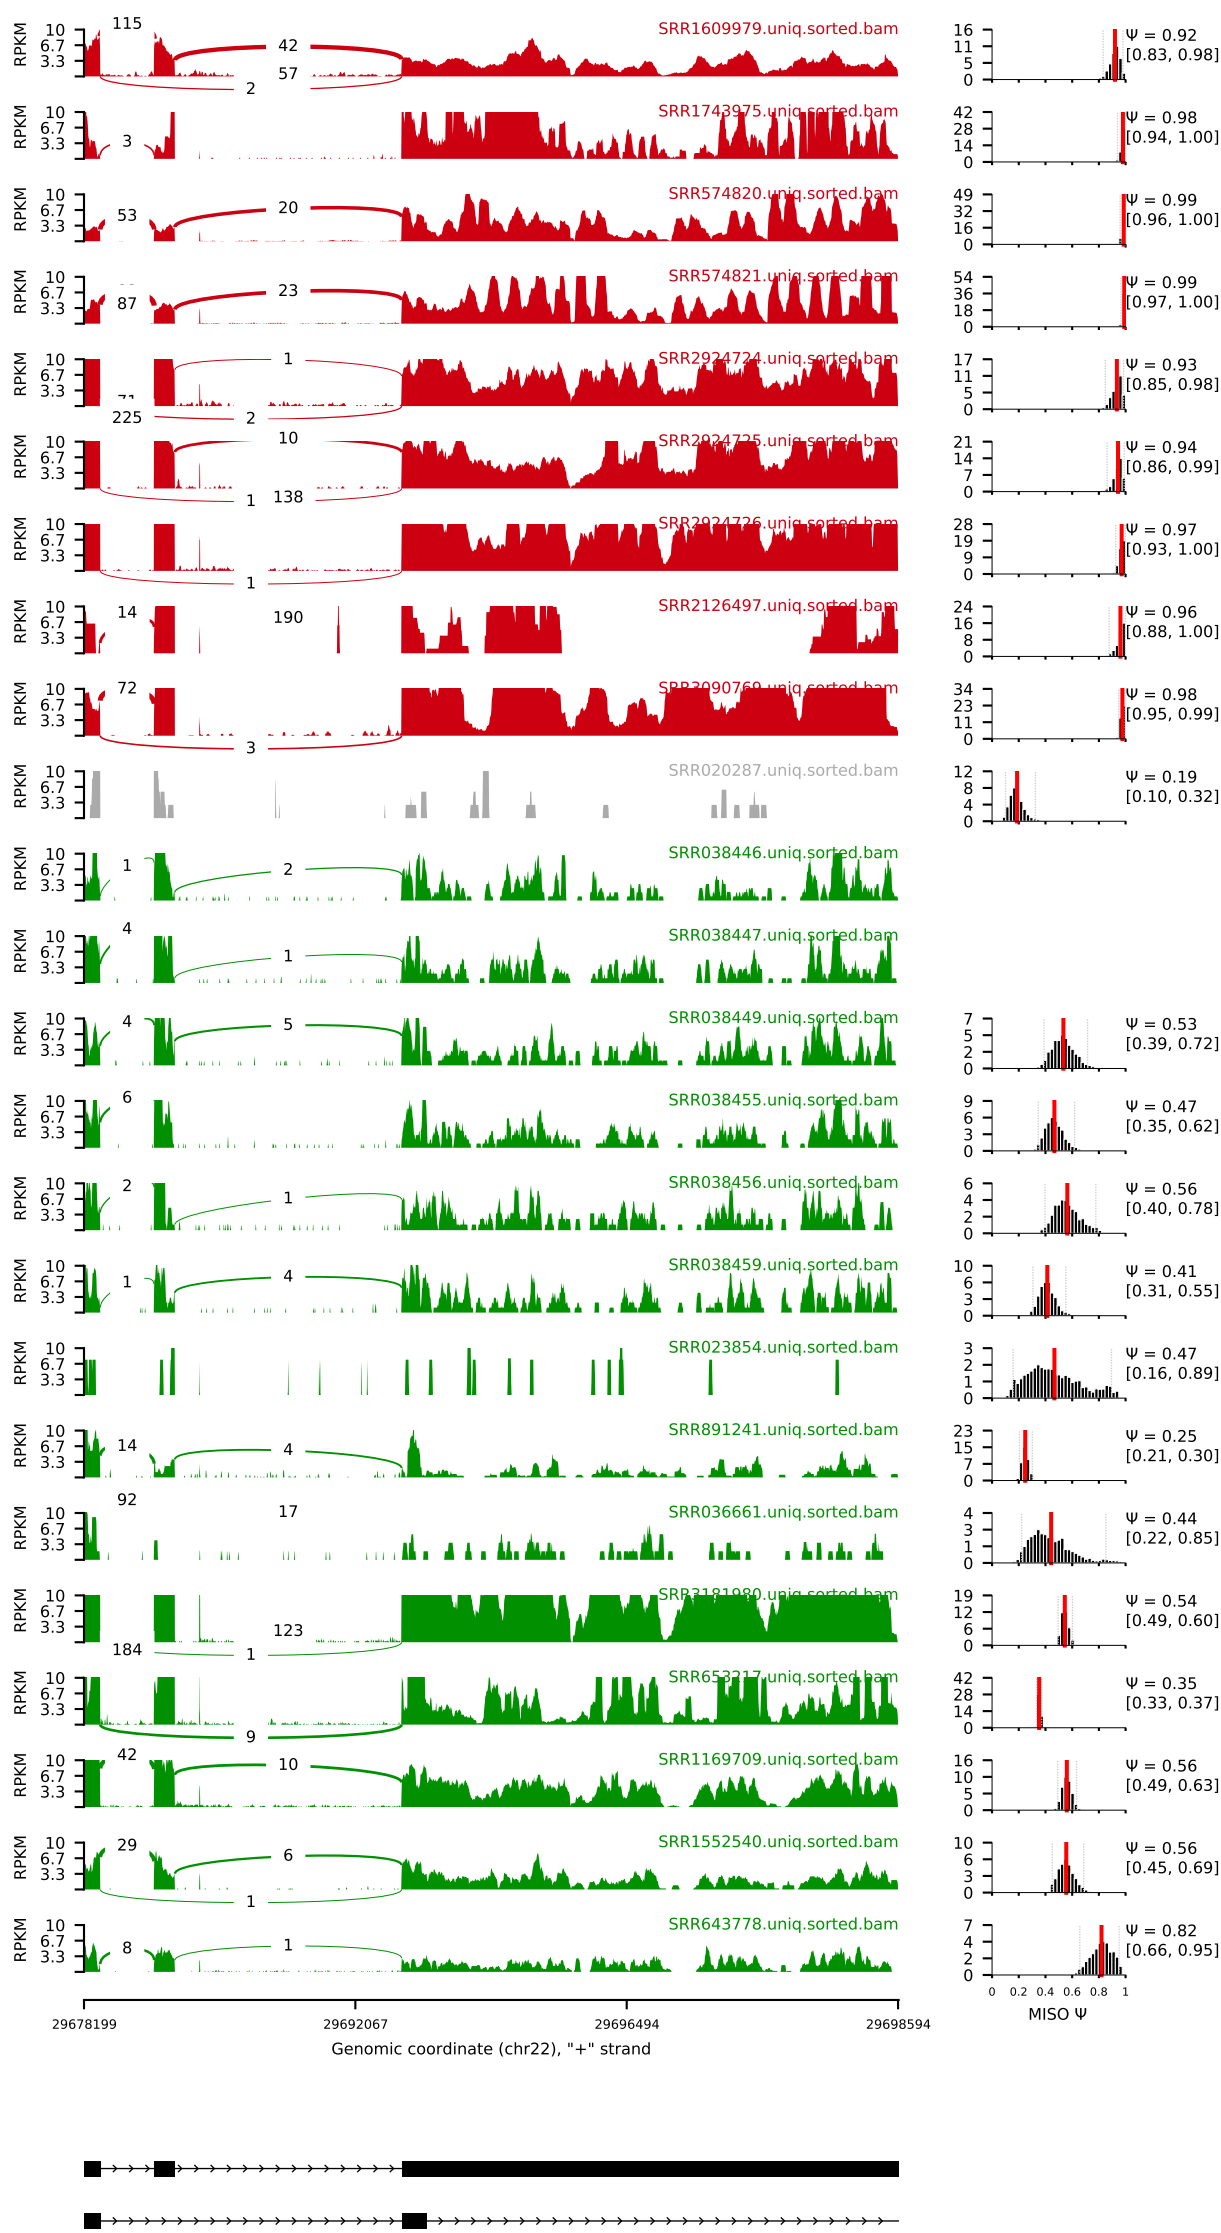 115
RPKM 10 6.7 3.3 42 57 2 SRR1609979.uniq.sorted.bam 16 11 5 0 Ψ = 0.92 [0.83, 0.98]
RPKM 10 6.7 3.3 3 SRR1743975.uniq.sorted.bam 42 28 14 0 Ψ = 0.98 [0.94, 1.00]
RPKM 10 6.7 3.3 53 20 SRR574820.uniq.sorted.bam 49 32 16 0 Ψ = 0.99 [0.96, 1.00]
RPKM 10 6.7 3.3 87 23 SRR574821.uniq.sorted.bam 54 36 18 0 Ψ = 0.99 [0.97, 1.00]
RPKM 10 6.7 3.3 225 1 2 SRR2924724.uniq.sorted.bam 17 11 5 0 Ψ = 0.93 [0.85, 0.98]
RPKM 10 6.7 3.3 10 1 138 SRR2924725.uniq.sorted.bam 21 14 7 0 Ψ = 0.94 [0.86, 0.99]
RPKM 10 6.7 3.3 1 SRR2924726.uniq.sorted.bam 28 19 9 0 Ψ = 0.97 [0.93, 1.00]
RPKM 10 6.7 3.3 14 190 SRR2126497.uniq.sorted.bam 24 16 8 0 Ψ = 0.96 [0.88, 1.00]
RPKM 10 6.7 3.3 72 3 SRR3090769.uniq.sorted.bam 34 23 11 0 Ψ = 0.98 [0.95, 0.99]
RPKM 10 6.7 3.3 SRR020287.uniq.sorted.bam 12 8 4 0 Ψ = 0.19 [0.10, 0.32]
RPKM 10 6.7 3.3 1 2 SRR038446.uniq.sorted.bam
RPKM 10 6.7 3.3 4 1 SRR038447.uniq.sorted.bam
RPKM 10 6.7 3.3 4 5 SRR038449.uniq.sorted.bam 7 5 2 0 Ψ = 0.53 [0.39, 0.72]
RPKM 10 6.7 3.3 6 SRR038455.uniq.sorted.bam 9 6 3 0 Ψ = 0.47 [0.35, 0.62]
RPKM 10 6.7 3.3 2 1 SRR038456.uniq.sorted.bam 6 4 2 0 Ψ = 0.56 [0.40, 0.78]
RPKM 10 6.7 3.3 1 4 SRR038459.uniq.sorted.bam 10 6 3 0 Ψ = 0.41 [0.31, 0.55]
RPKM 10 6.7 3.3 SRR023854.uniq.sorted.bam 3 2 1 0 Ψ = 0.47 [0.16, 0.89]
RPKM 10 6.7 3.3 14 4 SRR891241.uniq.sorted.bam 23 15 7 0 Ψ = 0.25 [0.21, 0.30]
RPKM 10 6.7 3.3 92 17 SRR036661.uniq.sorted.bam 4 3 1 0 Ψ = 0.44 [0.22, 0.85]
RPKM 10 6.7 3.3 184 123 1 SRR3181980.uniq.sorted.bam 19 12 6 0 Ψ = 0.54 [0.49, 0.60]
RPKM 10 6.7 3.3 9 SRR653217.uniq.sorted.bam 42 28 14 0 Ψ = 0.35 [0.33, 0.37]
RPKM 10 6.7 3.3 42 10 SRR1169709.uniq.sorted.bam 16 10 5 0 Ψ = 0.56 [0.49, 0.63]
RPKM 10 6.7 3.3 29 6 1 SRR1552540.uniq.sorted.bam 10 6 3 0 Ψ = 0.56 [0.45, 0.69]
RPKM 10 6.7 3.3 8 1 SRR643778.uniq.sorted.bam 7 4 2 0 Ψ = 0.82 [0.66, 0.95]
0 0.2 0.4 0.6 0.8 1
MISO Ψ
29678199 29692067 29696494 29698594
Genomic coordinate (chr22), "+" strand